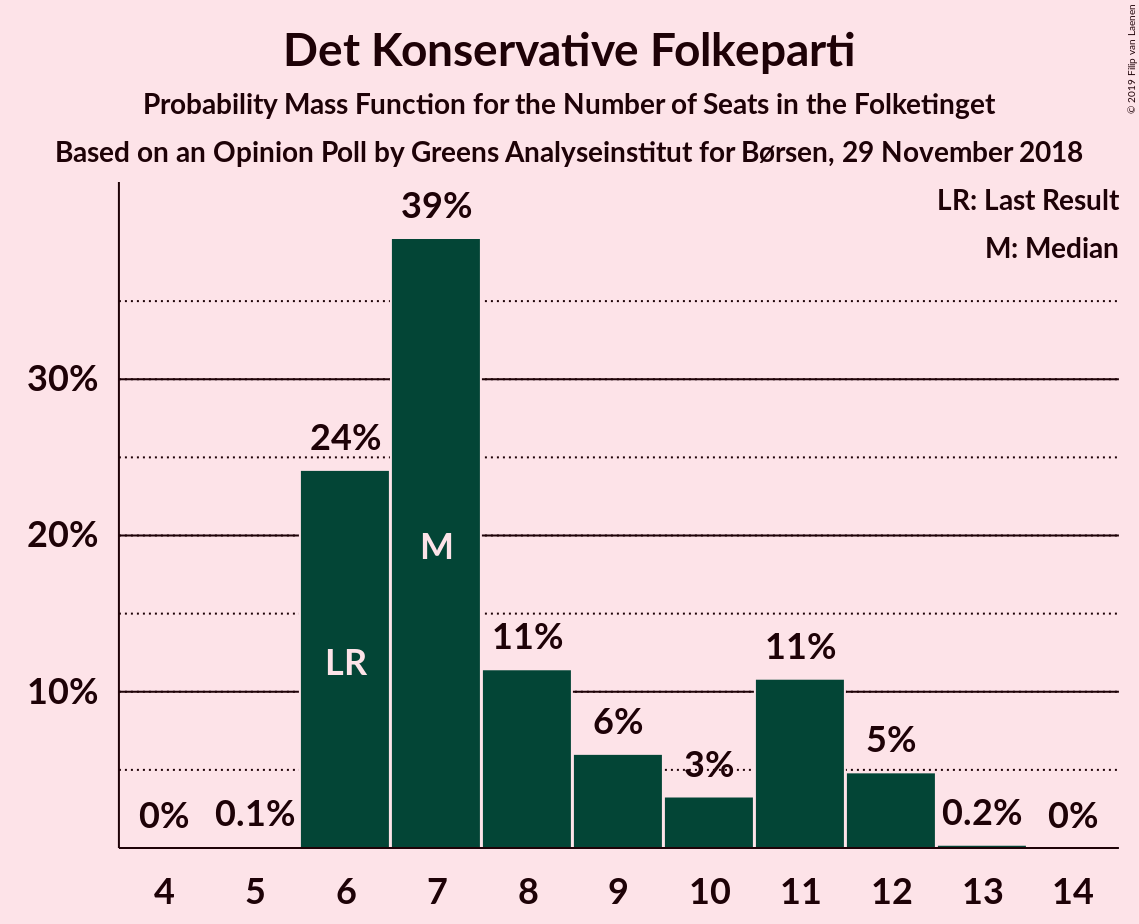 Det Konservative Folkeparti
Probability Mass Function for the Number of Seats in the Folketinget
Based on an Opinion Poll by Greens Analyseinstitut for Børsen, 29 November 2018
© 2019 Filip van Laenen
LR: Last Result
M: Median
30%
20%
10%
0%
0.1%
24%
39%
11%
6%
3%
11%
5%
0.2%
0%
LR
M
4 5 6 7 8 9 10 11 12 13 14